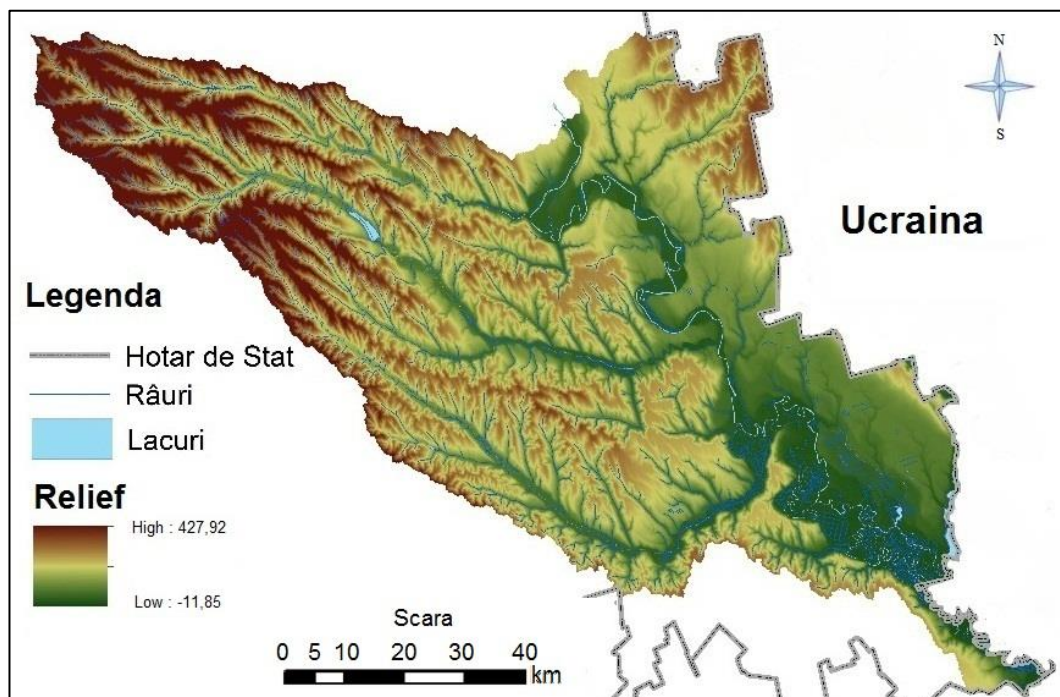 N
S
Ucraina
Legenda
Hotar de Stat
Râuri
Lacuri
Relief
High : 427,92
Low : -11,85
Scara
0 5 10 20 30 40
km